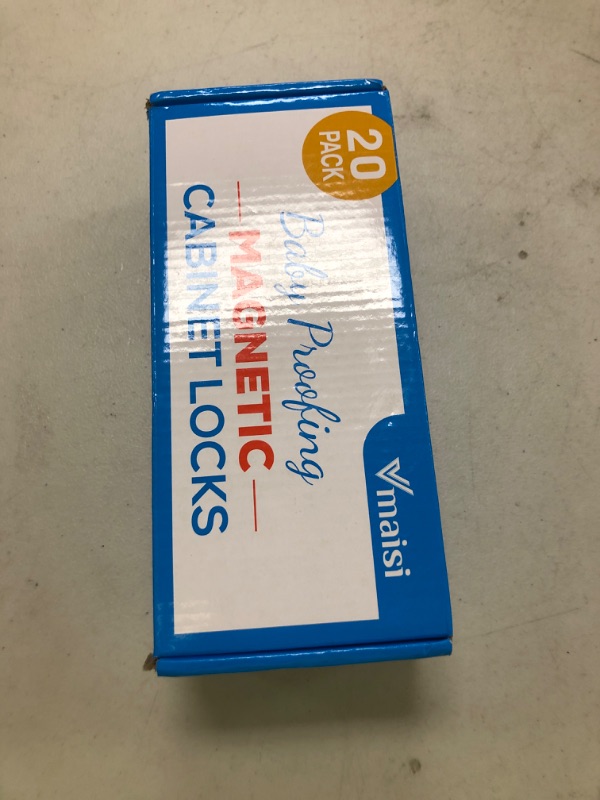 20
PACK
Vmaisi
Baby Proofing
— MAGNETIC —
CABINET LOCKS